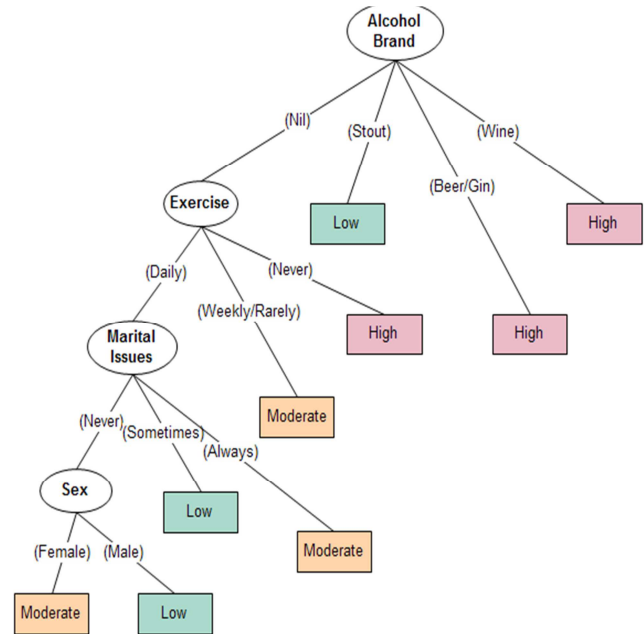 Alcohol
Brand
(Nil)
(Stout)
(Wine)
(Beer/Gin)
Exercise
Low
High
(Daily)
(Never)
(Weekly/Rarely)
Marital
Issues
High
High
Moderate
(Never)
(Sometimes)
(Always)
Sex
Low
Moderate
(Female)
(Male)
Moderate
Low